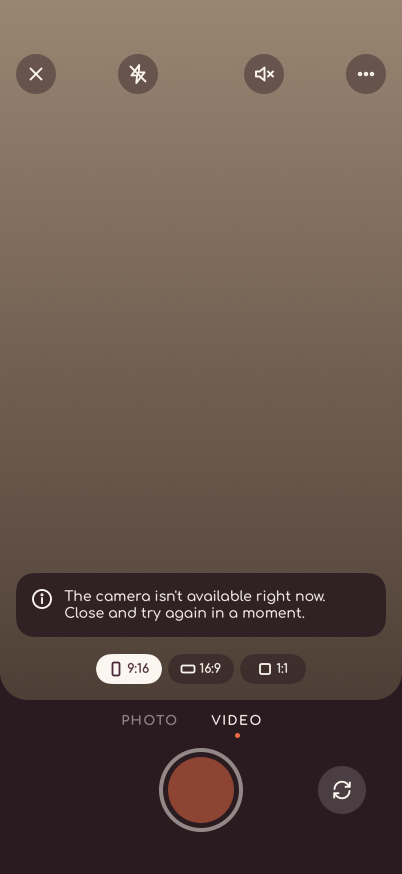 The camera isn't available right now.
Close and try again in a moment.
9:16
16:9
1:1
PHOTO
VIDEO